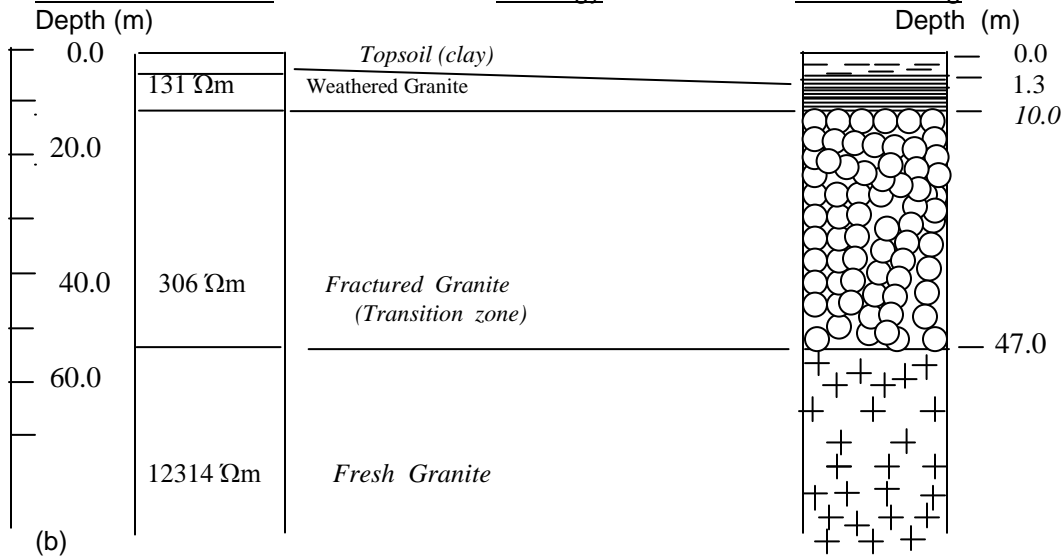 Depth (m) Depth (m)
0.0 Topsoil (clay) 0.0
131 Ωm Weathered Granite 1.3
10.0
20.0
40.0 306 Ωm Fractured Granite
(Transition zone)
47.0
60.0
12314 Ωm Fresh Granite
(b)